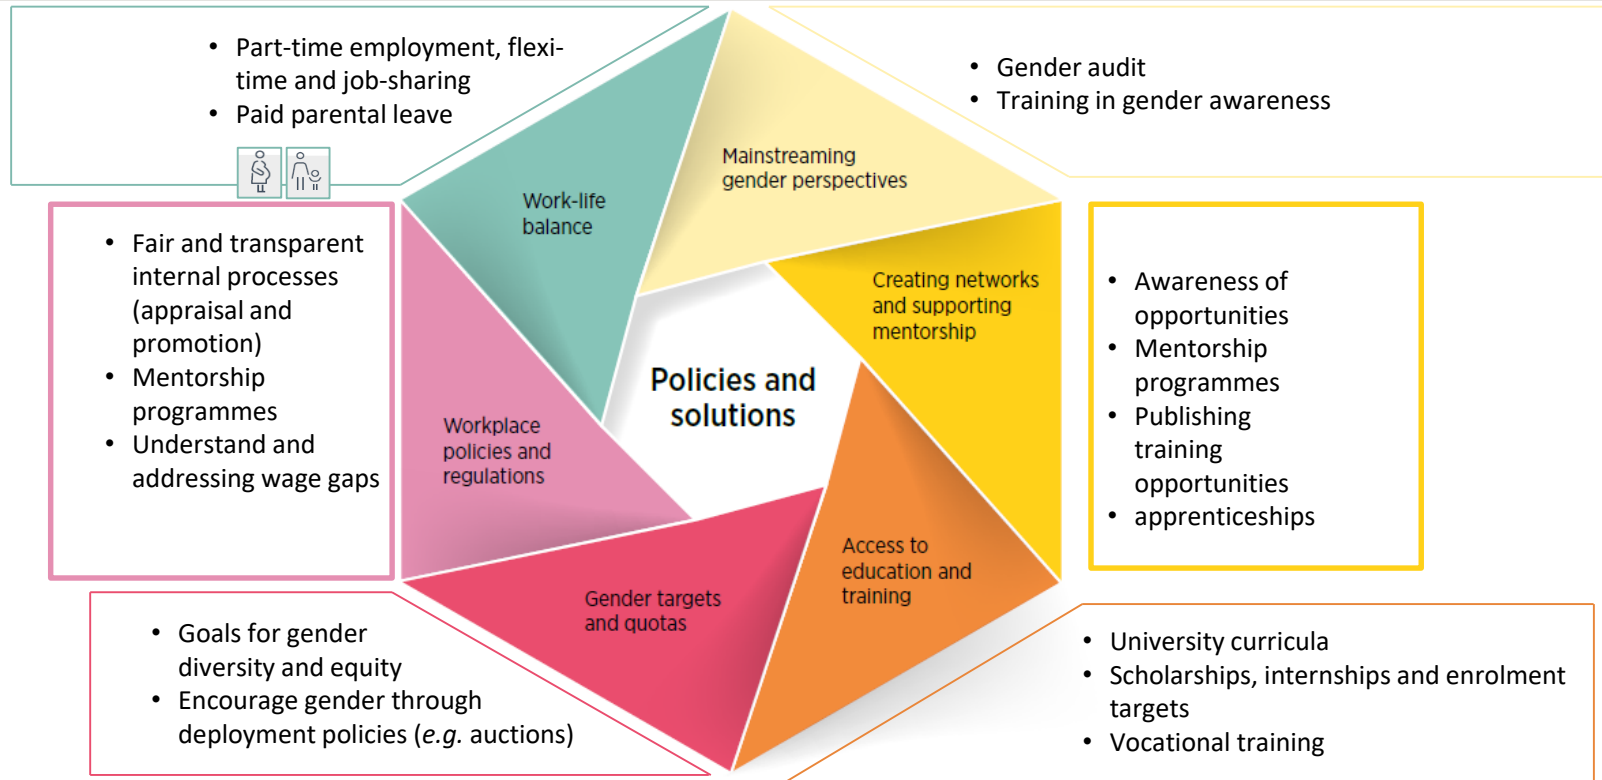 • Part-time employment, flexi-
time and job-sharing
• Paid parental leave
• Gender audit
• Training in gender awareness
Mainstreaming
gender perspectives
Work-life
balance
• Fair and transparent
internal processes
(appraisal and
promotion)
• Mentorship
programmes
• Understand and
addressing wage gaps
Creating networks
and supporting
mentorship
• Awareness of
opportunities
• Mentorship
programmes
• Publishing
training
opportunities
• apprenticeships
Policies and
solutions
Workplace
policies and
regulations
Access to
education and
training
Gender targets
and quotas
• Goals for gender
diversity and equity
• Encourage gender through
deployment policies (e.g. auctions)
• University curricula
• Scholarships, internships and enrolment
targets
• Vocational training